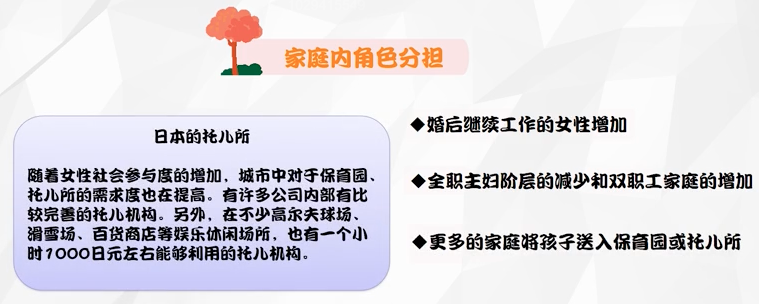 家庭内角色分担
日本的托儿所
随着女性社会参与度的增加，城市中对于保育园、
托儿所的需求度也在提高。有许多公司内部有比
较完善的托儿机构。另外，在不少高尔夫球场、
滑雪场、百货商店等娱乐休闲场所，也有一个小
时1000日元左右能够利用的托儿机构。
◆婚后继续工作的女性增加
◆全职主妇阶层的减少和双职工家庭的增加
◆更多的家庭将孩子送入保育园或托儿所